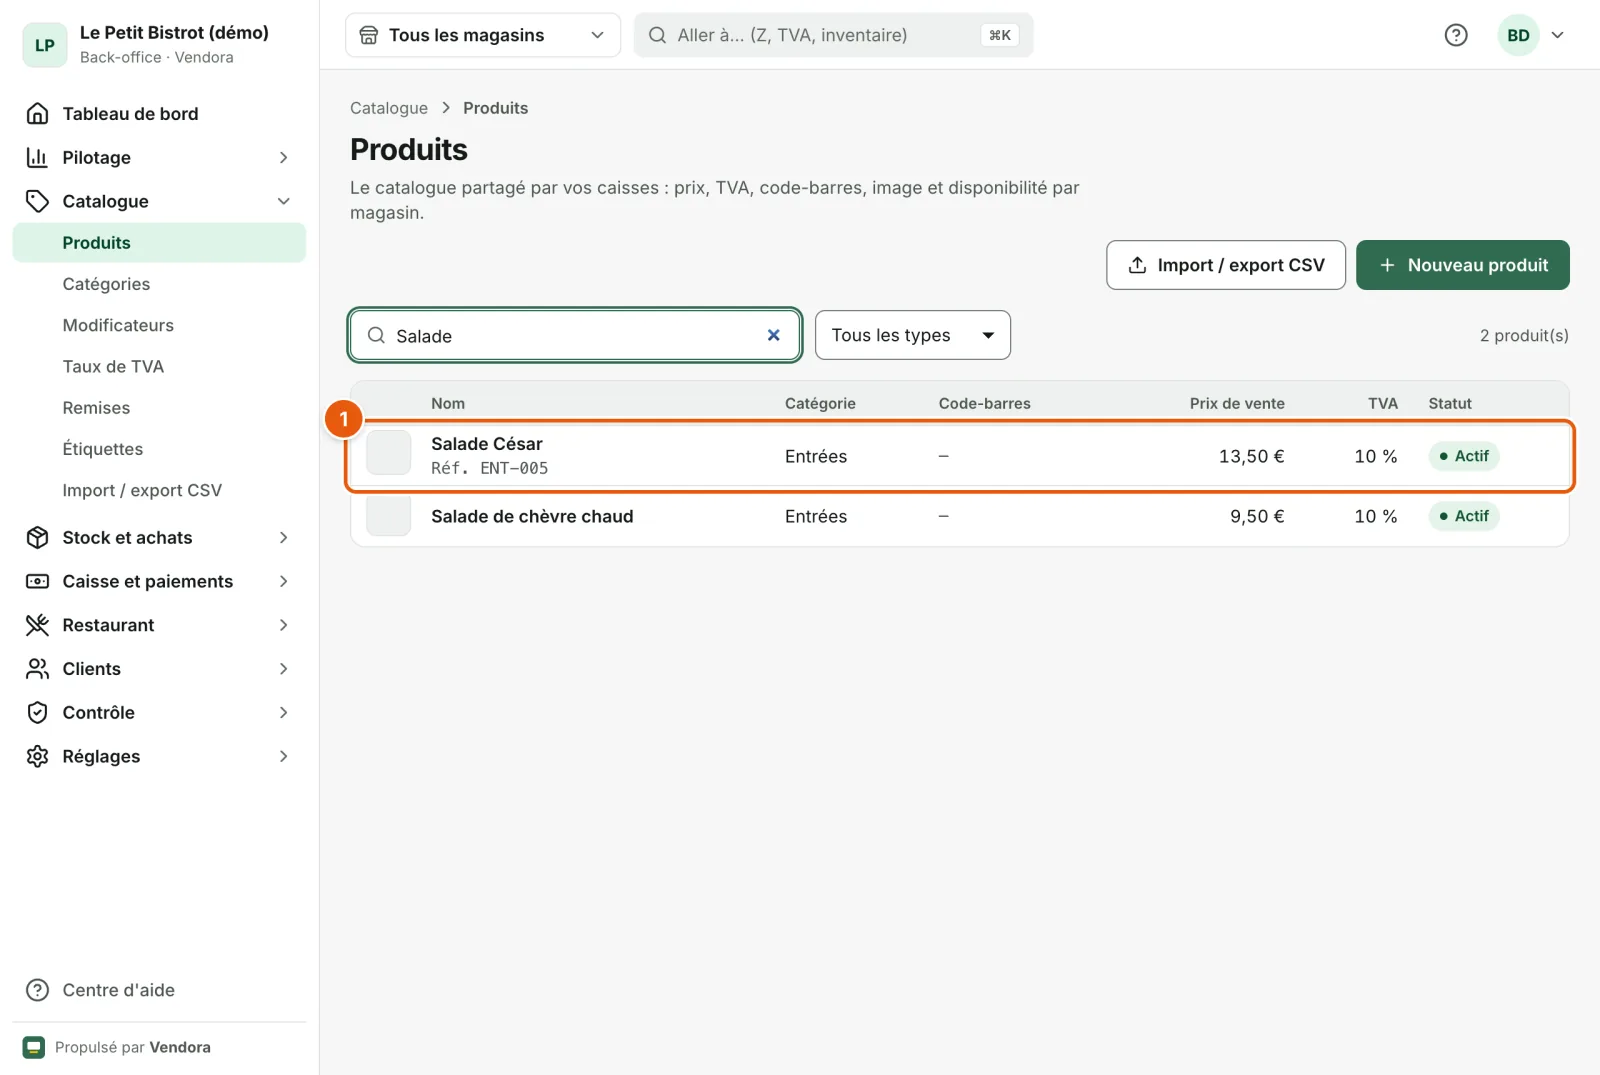 LP
Le Petit Bistrot (démo)
Back-office · Vendora
Tous les magasins
Aller à... (Z, TVA, inventaire)
⌘K
BD
Tableau de bord
Pilotage
Catalogue
Produits
Catégories
Modificateurs
Taux de TVA
Remises
Étiquettes
Import / export CSV
Stock et achats
Caisse et paiements
Restaurant
Clients
Contrôle
Réglages
Centre d'aide
Propulsé par Vendora
Catalogue > Produits
Produits
Le catalogue partagé par vos caisses : prix, TVA, code-barres, image et disponibilité par
magasin.
Import / export CSV
+ Nouveau produit
Salade
Tous les types
2 produit(s)
Nom Catégorie Code-barres Prix de vente TVA Statut
1
Salade César Entrées – 13,50 € 10 % Actif
Réf. ENT-005
Salade de chèvre chaud Entrées – 9,50 € 10 % Actif